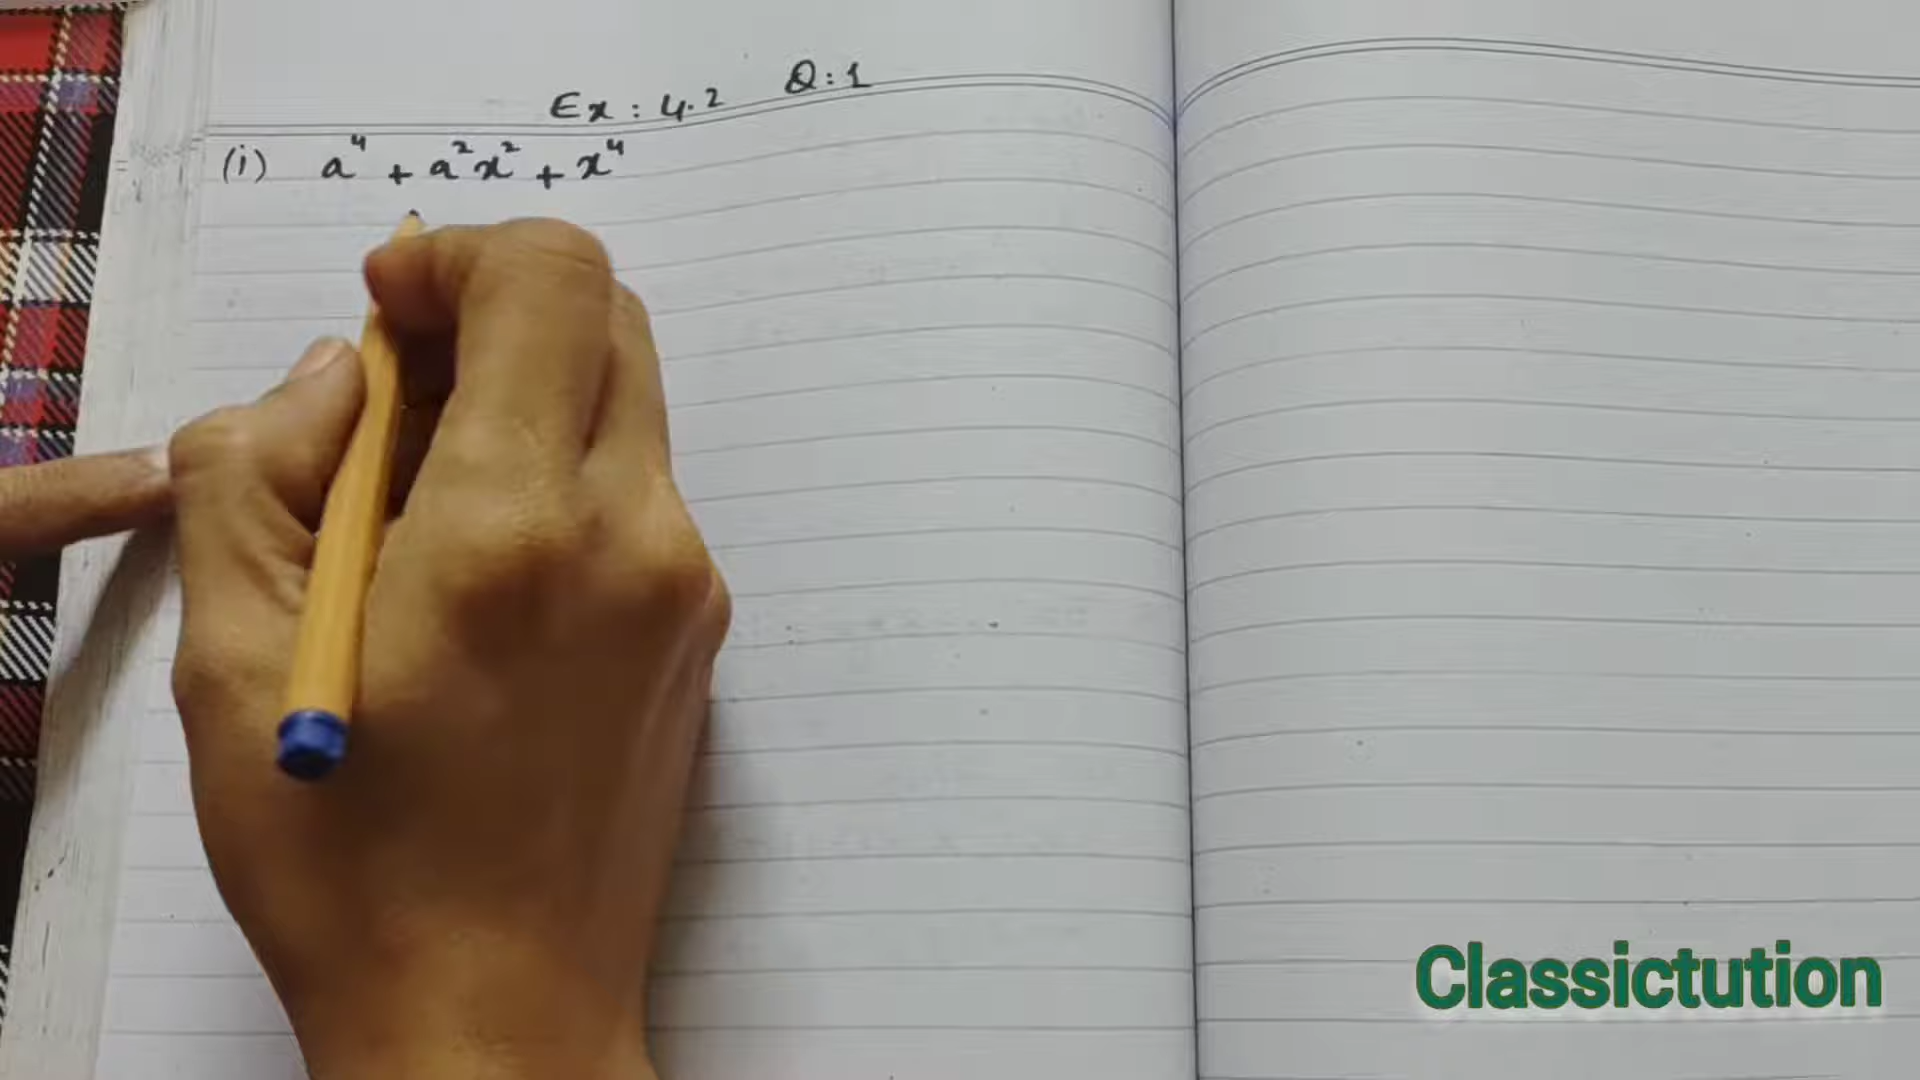 Ex : 4.2 Q : 1
(i) a⁴ + a²x² + x⁴
Classictution